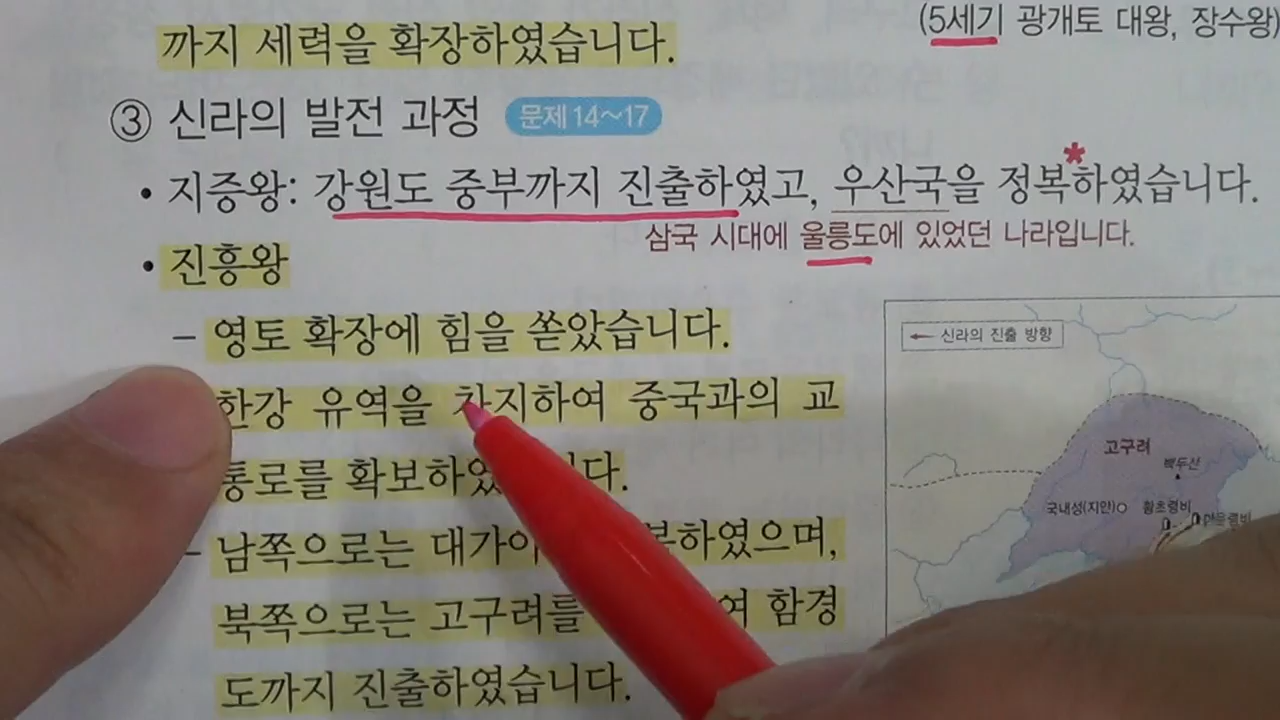 (5세기 광개토 대왕, 장수왕)
까지 세력을 확장하였습니다.
③ 신라의 발전 과정 문제 14~17
• 지증왕: 강원도 중부까지 진출하였고, 우산국을 정복하였습니다.
삼국 시대에 울릉도에 있었던 나라입니다.
• 진흥왕
– 영토 확장에 힘을 쏟았습니다.
한강 유역을 차지하여 중국과의 교
통로를 확보하였습니다.
– 남쪽으로는 대가야 하였으며,
북쪽으로는 고구려를 여 함경
도까지 진출하였습니다.
← 신라의 진출 방향
고구려
백두산
국내성(지안) 황초령비 마운령비